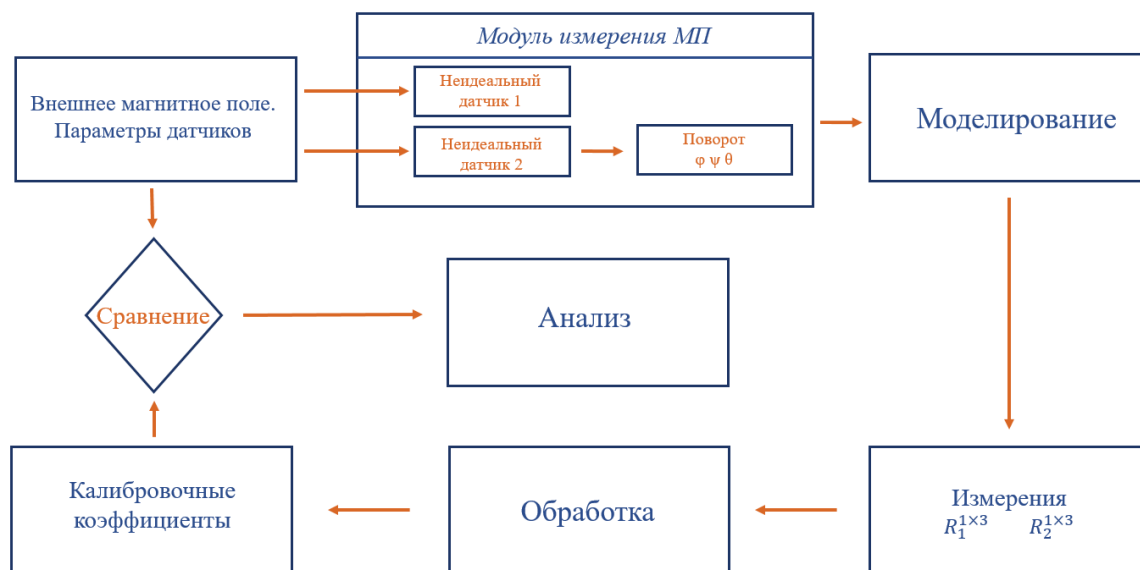 Модуль измерения МП
Внешнее магнитное поле.
Параметры датчиков
Неидеальный
датчик 1
Неидеальный
датчик 2
Поворот
φ ψ θ
Моделирование
Сравнение
Анализ
Калибровочные
коэффициенты
Обработка
Измерения
R₁¹ˣ³ R₂¹ˣ³